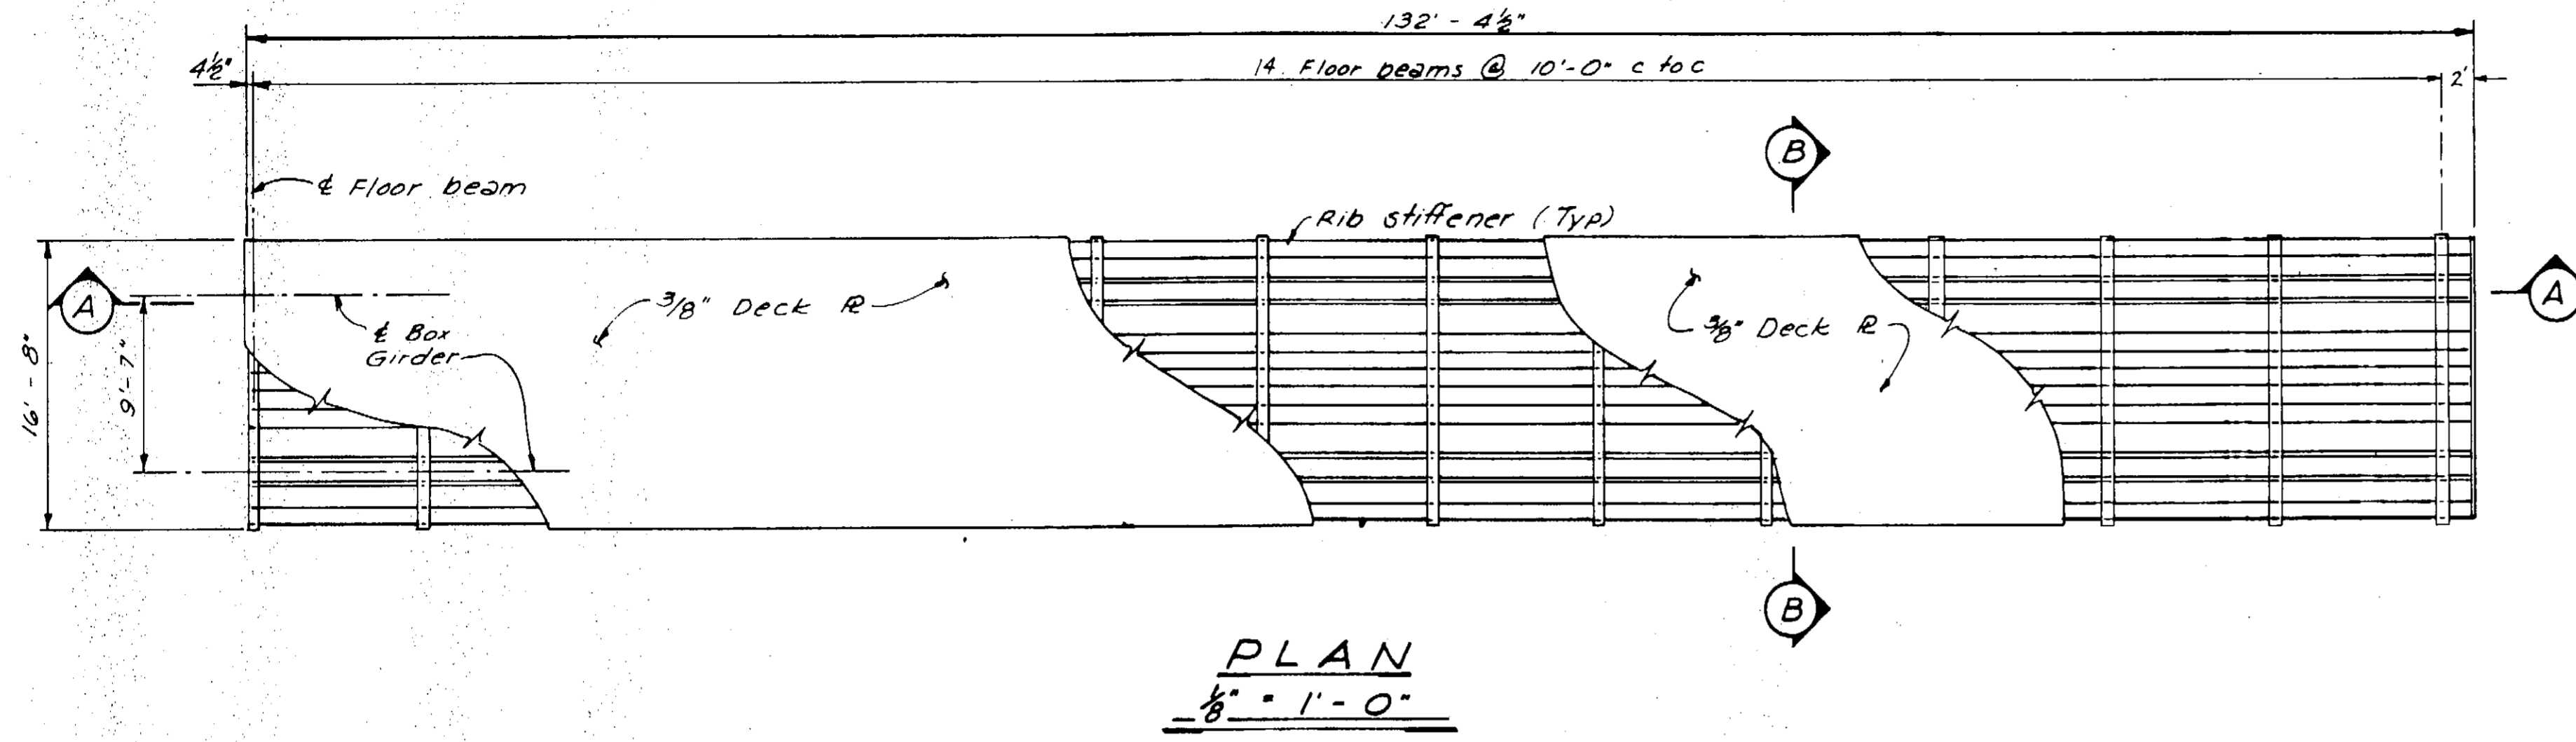 132' - 4½"
4½"
14 Floor beams @ 10'-0" c to c
2'
B
℄ Floor beam
Rib stiffener (Typ)
A
A
3/8" Deck ℞
℄ Box
Girder
3/8" Deck ℞
16' - 8"
9'-7"
B
PLAN
⅛" = 1'- 0"